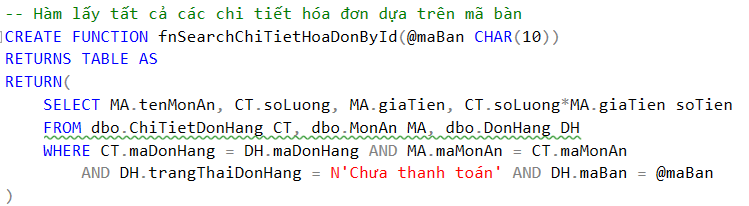 -- Hàm lấy tất cả các chi tiết hóa đơn dựa trên mã bàn
CREATE FUNCTION fnSearchChiTietHoaDonById(@maBan CHAR(10))
RETURNS TABLE AS
RETURN(
    SELECT MA.tenMonAn, CT.soLuong, MA.giaTien, CT.soLuong*MA.giaTien soTien
    FROM dbo.ChiTietDonHang CT, dbo.MonAn MA, dbo.DonHang DH
    WHERE CT.maDonHang = DH.maDonHang AND MA.maMonAn = CT.maMonAn
        AND DH.trangThaiDonHang = N'Chưa thanh toán' AND DH.maBan = @maBan
)